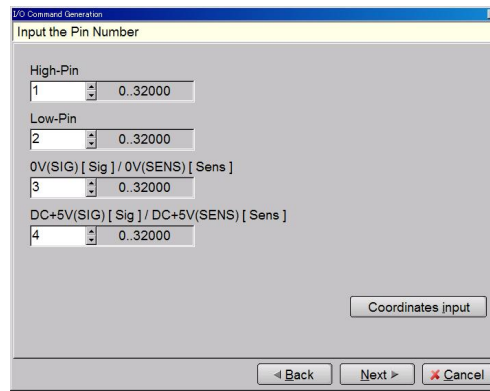 I/O Command Generation
Input the Pin Number
High-Pin
1 0..32000
Low-Pin
2 0..32000
0V(SIG) [ Sig ] / 0V(SENS) [ Sens ]
3 0..32000
DC+5V(SIG) [ Sig ] / DC+5V(SENS) [ Sens ]
4 0..32000
Coordinates input
Back Next Cancel